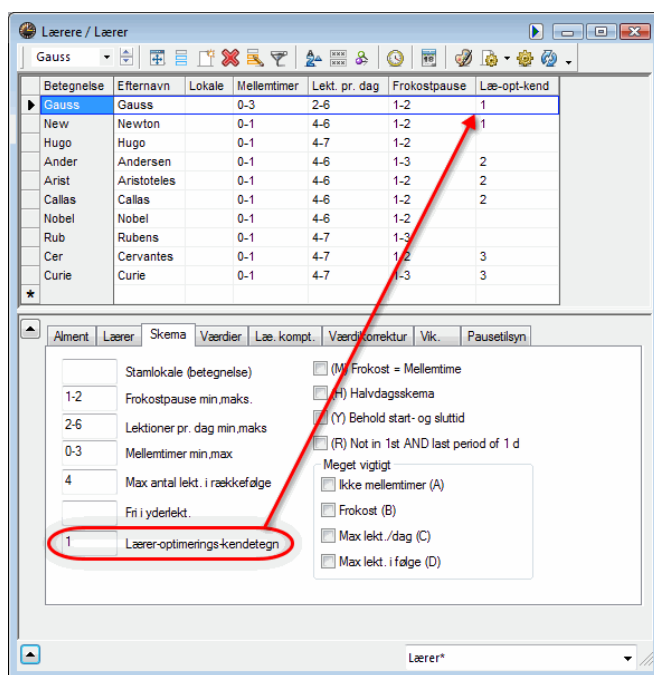 Lærere / Lærer
Gauss
Betegnelse Efternavn Lokale Mellemtimer Lekt. pr. dag Frokostpause Læ-opt-kend
Gauss Gauss 0-3 2-6 1-2 1
New Newton 0-1 4-6 1-2 1
Hugo Hugo 0-1 4-7 1-2
Ander Andersen 0-1 4-6 1-3 2
Arist Aristoteles 0-1 4-6 1-2 2
Callas Callas 0-1 4-6 1-2 2
Nobel Nobel 0-1 4-6 1-2
Rub Rubens 0-1 4-7 1-3
Cer Cervantes 0-1 4-7 1-2 3
Curie Curie 0-1 4-7 1-3 3
*
Alment Lærer Skema Værdier Læ. kompt. Værdikorrektur Vik. Pausetilsyn
Stamlokale (betegnelse)
1-2 Frokostpause min,maks.
2-6 Lektioner pr. dag min,maks
0-3 Mellemtimer min,max
4 Max antal lekt. i rækkefølge
Fri i yderlekt.
1 Lærer-optimerings-kendetegn
(M) Frokost = Mellemtime
(H) Halvdagsskema
(Y) Behold start- og sluttid
(R) Not in 1st AND last period of 1 d
Meget vigtigt
Ikke mellemtimer (A)
Frokost (B)
Max lekt./dag (C)
Max lekt. i følge (D)
Lærer*